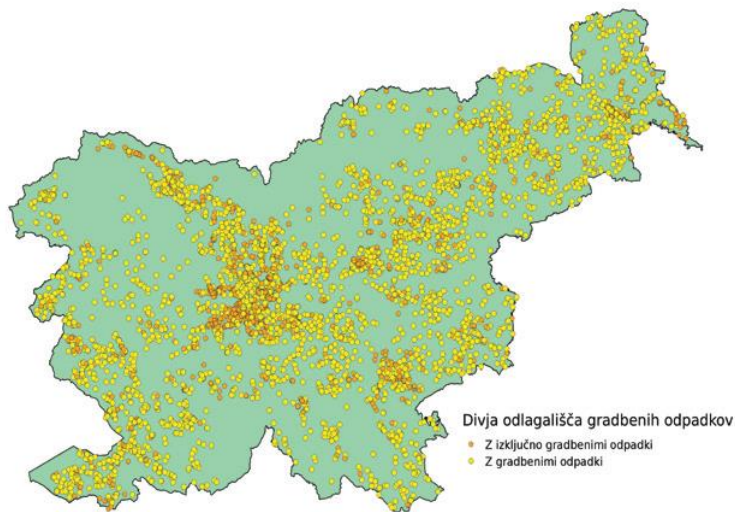 Divja odlagališča gradbenih odpadkov
Z izključno gradbenimi odpadki
Z gradbenimi odpadki